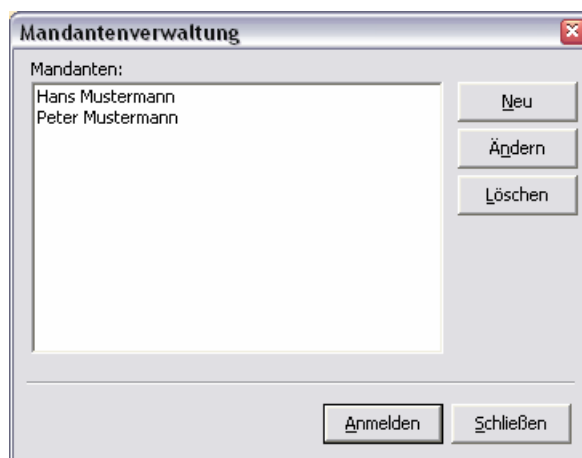 Mandantenverwaltung
Mandanten:
Hans Mustermann
Peter Mustermann
Neu
Ändern
Löschen
Anmelden
Schließen